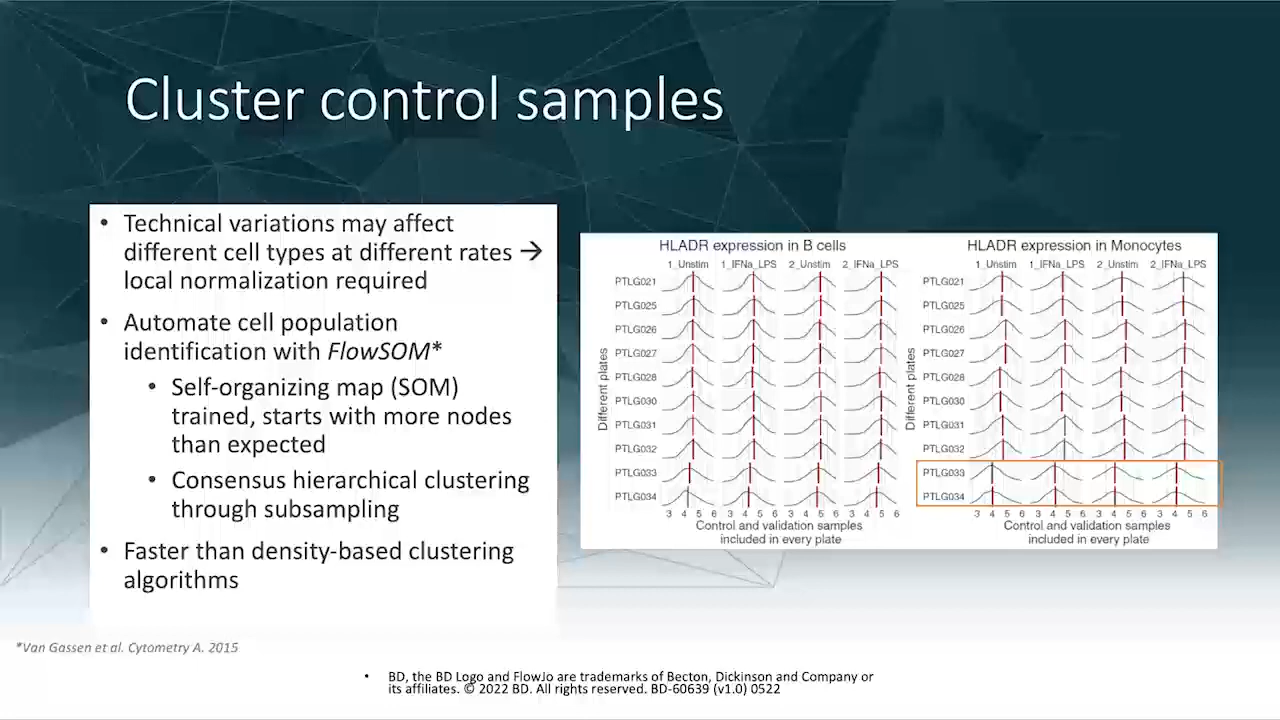 Cluster control samples
• Technical variations may affect
different cell types at different rates →
local normalization required
• Automate cell population
identification with FlowSOM*
• Self-organizing map (SOM)
trained, starts with more nodes
than expected
• Consensus hierarchical clustering
through subsampling
• Faster than density-based clustering
algorithms
HLADR expression in B cells
1_Unstim 1_IFNa_LPS 2_Unstim 2_IFNa_LPS
Different plates
PTLG021
PTLG025
PTLG026
PTLG027
PTLG028
PTLG030
PTLG031
PTLG032
PTLG033
PTLG034
3 4 5 6 3 4 5 6 3 4 5 6 3 4 5 6
Control and validation samples
included in every plate
HLADR expression in Monocytes
1_Unstim 1_IFNa_LPS 2_Unstim 2_IFNa_LPS
Different plates
PTLG021
PTLG025
PTLG026
PTLG027
PTLG028
PTLG030
PTLG031
PTLG032
PTLG033
PTLG034
3 4 5 6 3 4 5 6 3 4 5 6 3 4 5 6
Control and validation samples
included in every plate
*Van Gassen et al. Cytometry A. 2015
• BD, the BD Logo and FlowJo are trademarks of Becton, Dickinson and Company or
its affiliates. © 2022 BD. All rights reserved. BD-60639 (v1.0) 0522